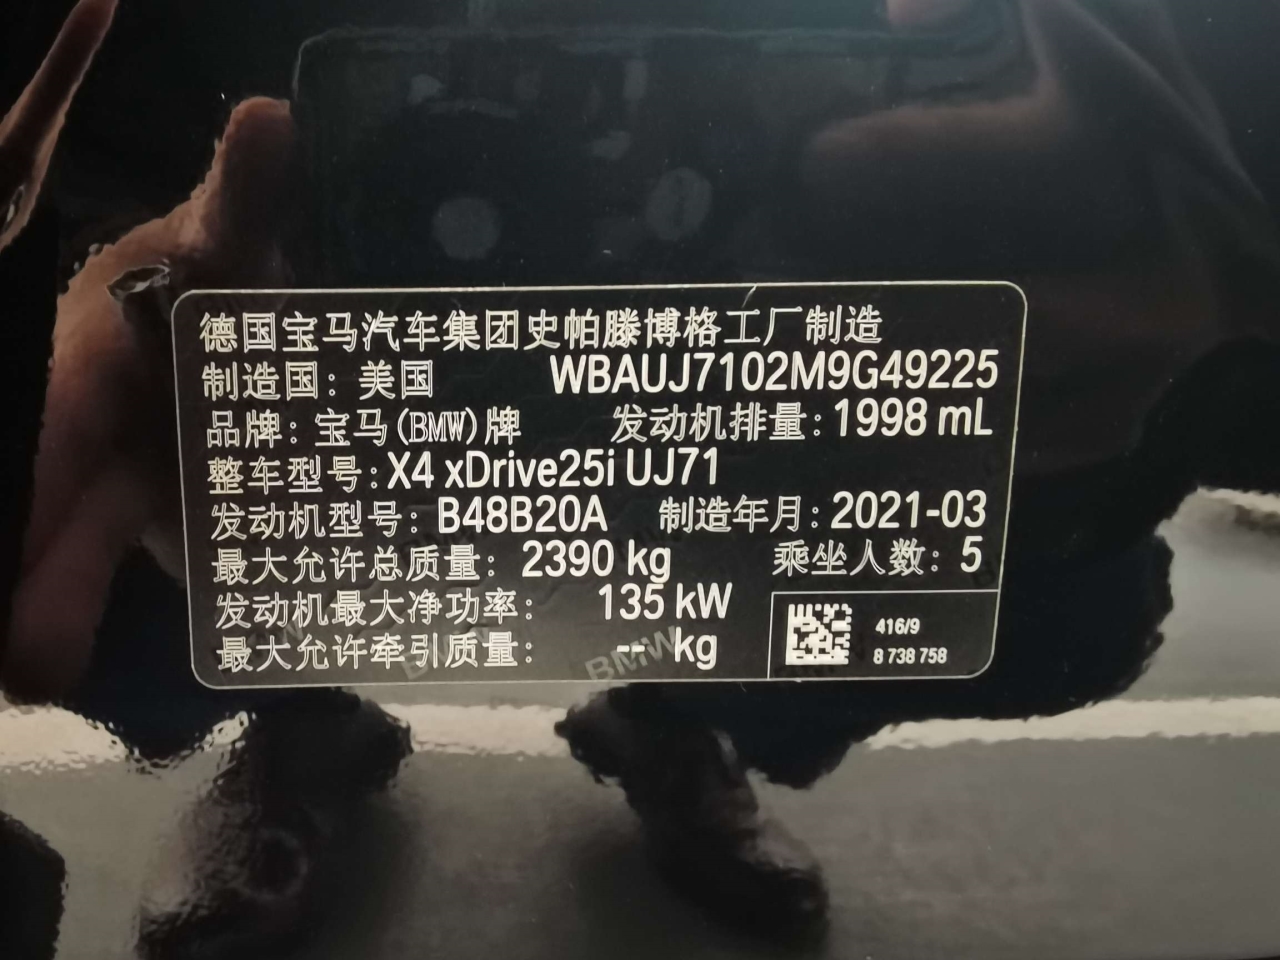 德国宝马汽车集团史帕滕博格工厂制造
制造国：美国 WBAUJ7102M9G49225
品牌：宝马(BMW)牌 发动机排量：1998 mL
整车型号：X4 xDrive25i UJ71
发动机型号：B48B20A 制造年月：2021-03
最大允许总质量：2390 kg 乘坐人数：5
发动机最大净功率：135 kW
最大允许牵引质量：-- kg
416/9
8 738 758
BMW